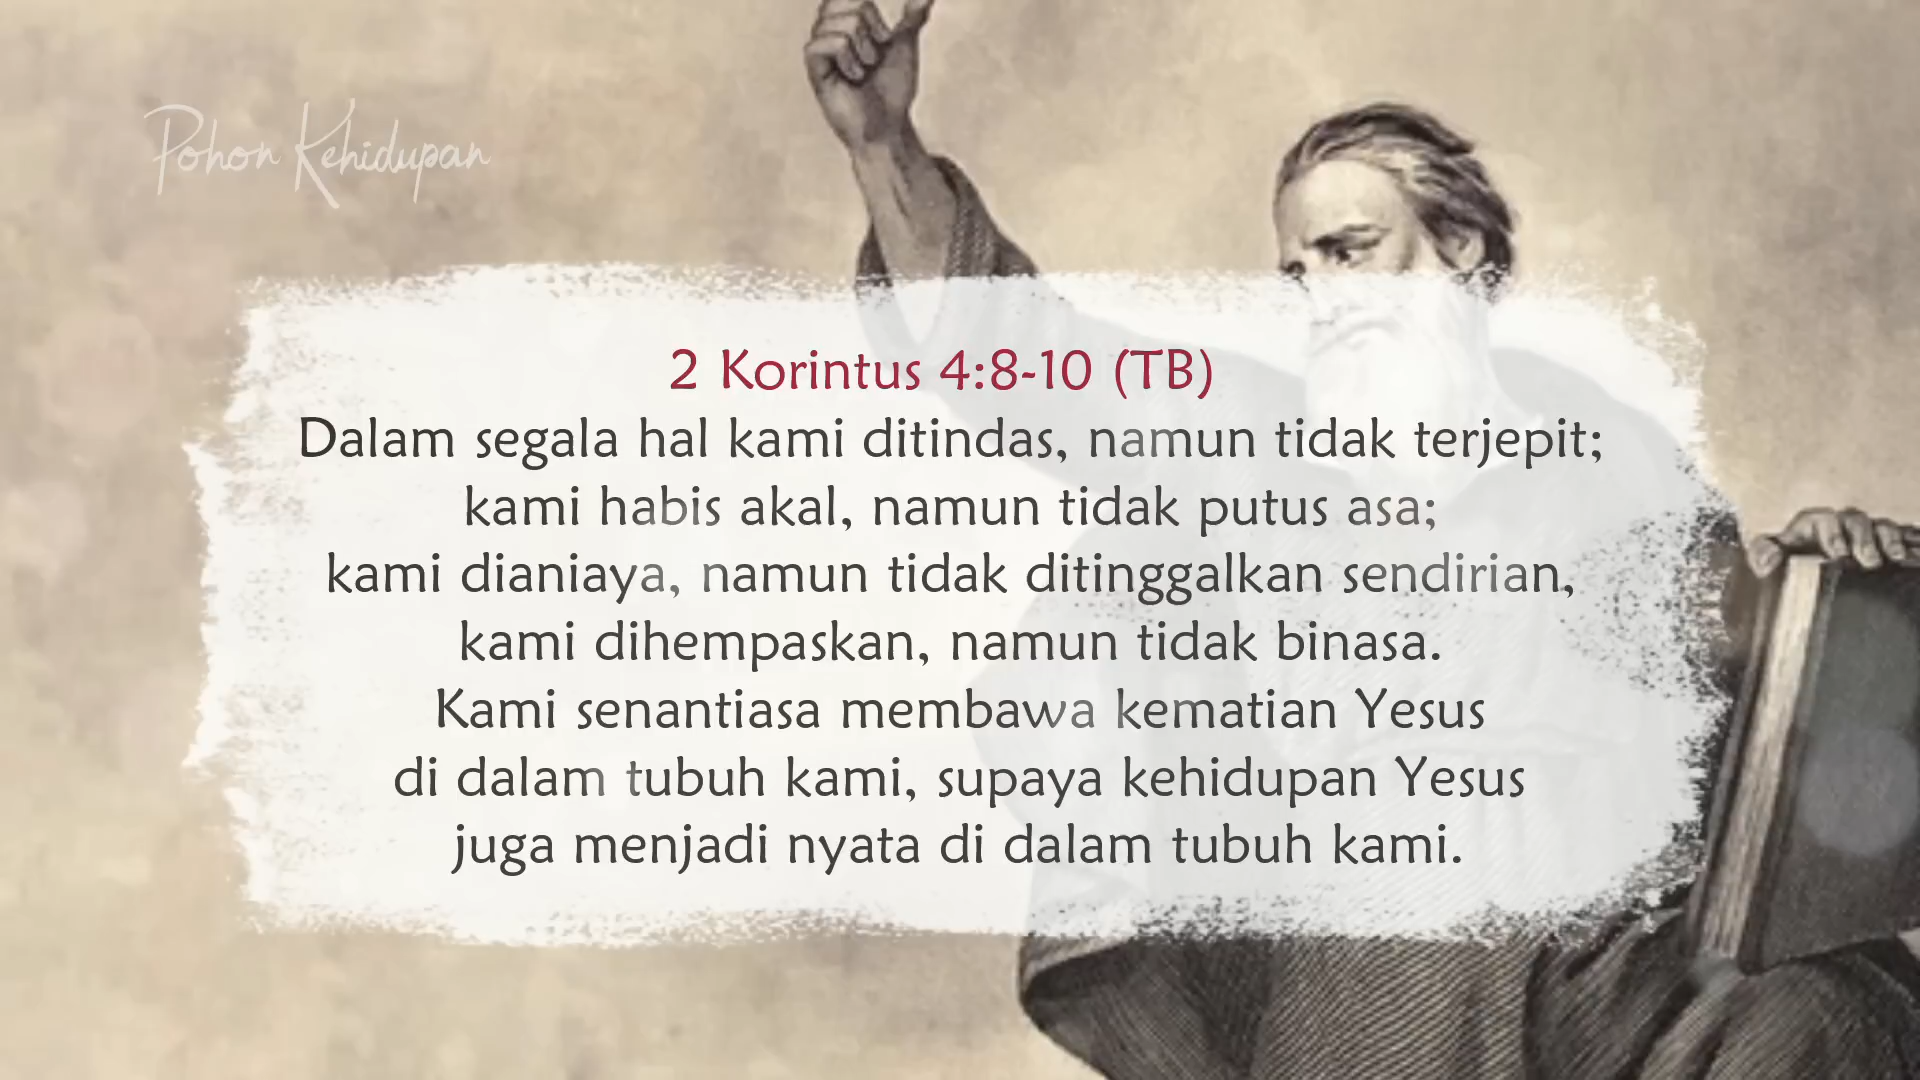 Pohon Kehidupan
2 Korintus 4:8-10 (TB)
Dalam segala hal kami ditindas, namun tidak terjepit;
kami habis akal, namun tidak putus asa;
kami dianiaya, namun tidak ditinggalkan sendirian,
kami dihempaskan, namun tidak binasa.
Kami senantiasa membawa kematian Yesus
di dalam tubuh kami, supaya kehidupan Yesus
juga menjadi nyata di dalam tubuh kami.